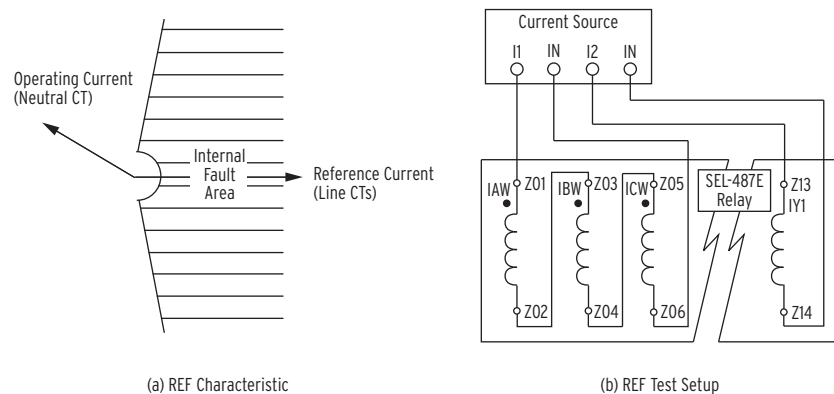 Operating Current
(Neutral CT)
Internal
Fault
Area
Reference Current
(Line CTs)
(a) REF Characteristic
Current Source
I1 IN I2 IN
IAW Z01 IBW Z03 ICW Z05
SEL-487E
Relay
Z13
IY1
Z02 Z04 Z06 Z14
(b) REF Test Setup